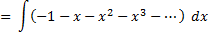 = ∫(−1 − x − x² − x³ − ⋯) dx